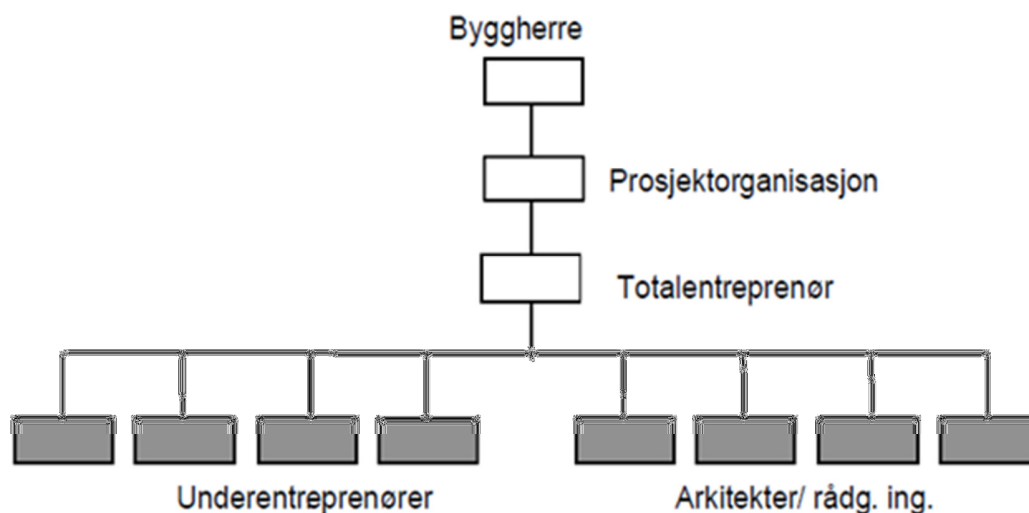 Byggherre
Prosjektorganisasjon
Totalentreprenør
Underentreprenører
Arkitekter/ rådg. ing.